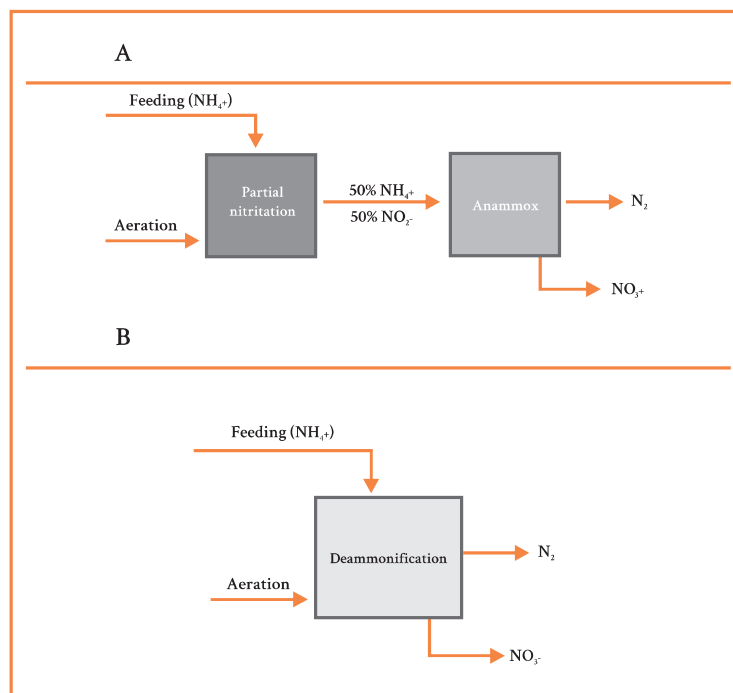 A
Feeding (NH₄+)
Partial
nitritation
50% NH₄+
50% NO₂-
Aeration
Anammox
N₂
NO₃+
B
Feeding (NH₄+)
Deammonification
N₂
Aeration
NO₃-